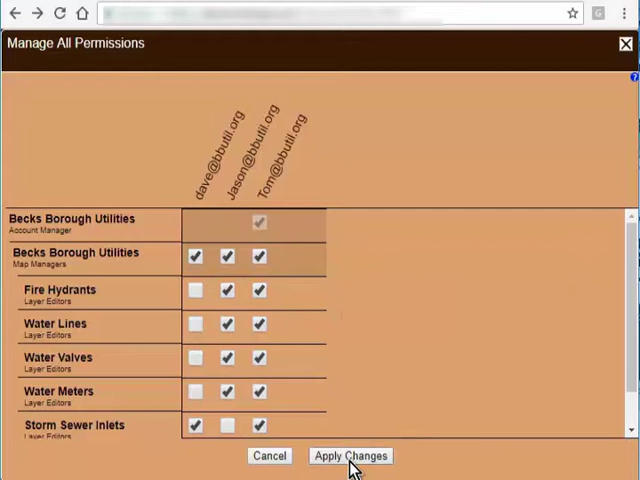 Manage All Permissions
dave@bbutil.org
Jason@bbutil.org
Tom@bbutil.org
Becks Borough Utilities
Account Manager
Becks Borough Utilities
Map Managers
Fire Hydrants
Layer Editors
Water Lines
Layer Editors
Water Valves
Layer Editors
Water Meters
Layer Editors
Storm Sewer Inlets
Layer Editors
Cancel
Apply Changes